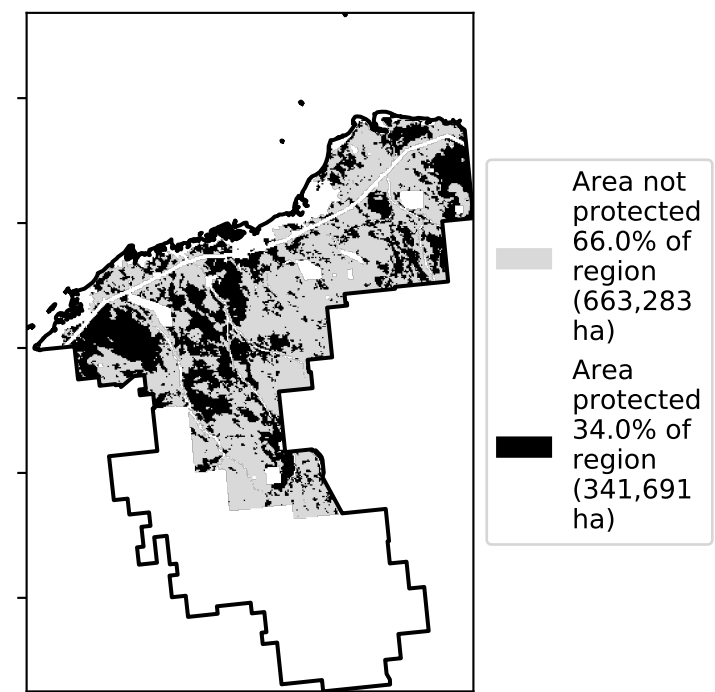 Area not
protected
66.0% of
region
(663,283
ha)
Area
protected
34.0% of
region
(341,691
ha)